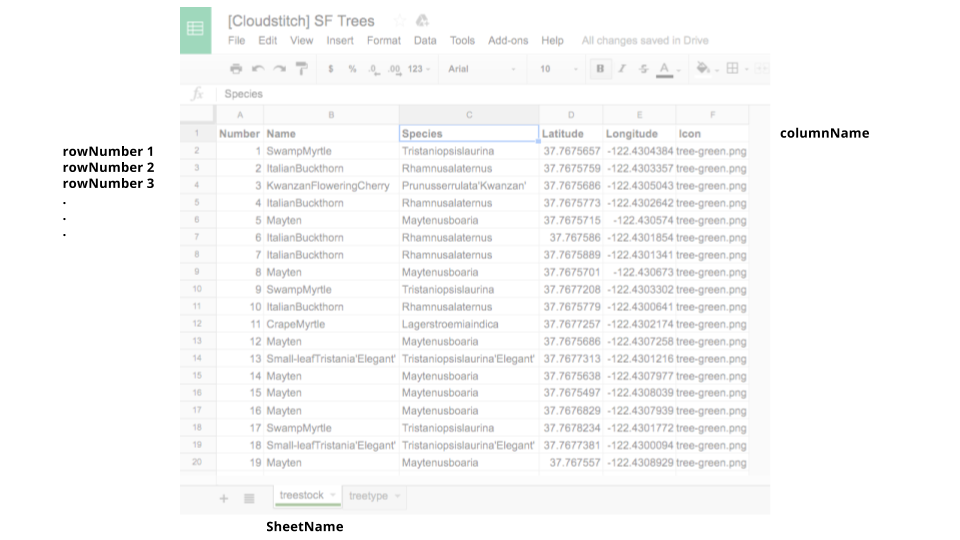 [Cloudstitch] SF Trees
File Edit View Insert Format Data Tools Add-ons Help All changes saved in Drive
$ % .0 .00 123 Arial 10 B I S A
fx Species
A B C D E F
1 Number Name Species Latitude Longitude Icon columnName
rowNumber 1
rowNumber 2
rowNumber 3
.
.
.
2 1 SwampMyrtle Tristaniopsislaurina 37.7675657 -122.4304384 tree-green.png
3 2 ItalianBuckthorn Rhamnusalaternus 37.7675759 -122.4303357 tree-green.png
4 3 KwanzanFloweringCherry Prunusserrulata'Kwanzan' 37.7675686 -122.4305043 tree-green.png
5 4 ItalianBuckthorn Rhamnusalaternus 37.7675773 -122.4302642 tree-green.png
6 5 Mayten Maytenusboaria 37.7675715 -122.430574 tree-green.png
7 6 ItalianBuckthorn Rhamnusalaternus 37.767586 -122.4301854 tree-green.png
8 7 ItalianBuckthorn Rhamnusalaternus 37.7675889 -122.4301341 tree-green.png
9 8 Mayten Maytenusboaria 37.7675701 -122.430673 tree-green.png
10 9 SwampMyrtle Tristaniopsislaurina 37.7677208 -122.4303302 tree-green.png
11 10 ItalianBuckthorn Rhamnusalaternus 37.7675779 -122.4300641 tree-green.png
12 11 CrapeMyrtle Lagerstroemiaindica 37.7677257 -122.4302174 tree-green.png
13 12 Mayten Maytenusboaria 37.7675686 -122.4307258 tree-green.png
14 13 Small-leafTristania'Elegant' Tristaniopsislaurina'Elegant' 37.7677313 -122.4301216 tree-green.png
15 14 Mayten Maytenusboaria 37.7675638 -122.4307977 tree-green.png
16 15 Mayten Maytenusboaria 37.7675497 -122.4308039 tree-green.png
17 16 Mayten Maytenusboaria 37.7676829 -122.4307939 tree-green.png
18 17 SwampMyrtle Tristaniopsislaurina 37.7678234 -122.4301772 tree-green.png
19 18 Small-leafTristania'Elegant' Tristaniopsislaurina'Elegant' 37.7677381 -122.4300094 tree-green.png
20 19 Mayten Maytenusboaria 37.767557 -122.4308929 tree-green.png
+ treestock treetype
SheetName